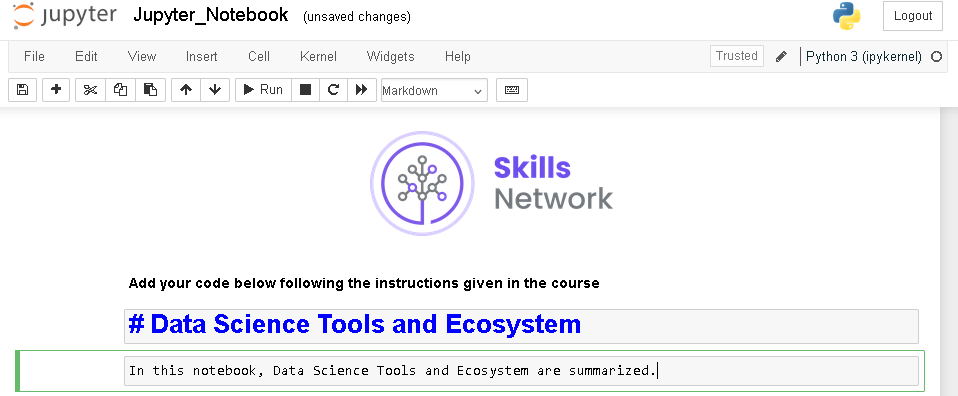 jupyter Jupyter_Notebook (unsaved changes) Logout
File Edit View Insert Cell Kernel Widgets Help Trusted Python 3 (ipykernel)
Run Markdown
Skills
Network
Add your code below following the instructions given in the course
# Data Science Tools and Ecosystem
In this notebook, Data Science Tools and Ecosystem are summarized.